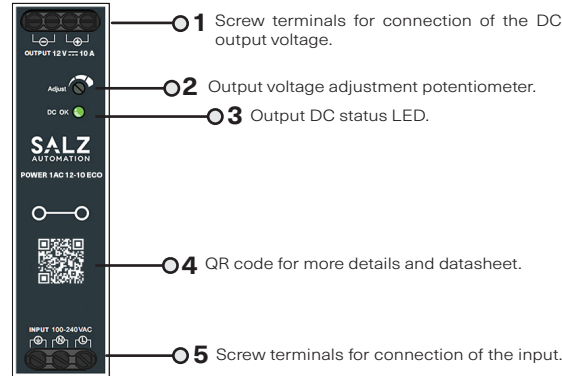 1 Screw terminals for connection of the DC
output voltage.
⊖ ⊕
OUTPUT 12 V ⎓ 10 A
Adjust
2 Output voltage adjustment potentiometer.
DC OK
3 Output DC status LED.
SALZ
AUTOMATION
POWER 1AC 12-10 ECO
4 QR code for more details and datasheet.
INPUT 100-240 VAC
⏚ N L
5 Screw terminals for connection of the input.